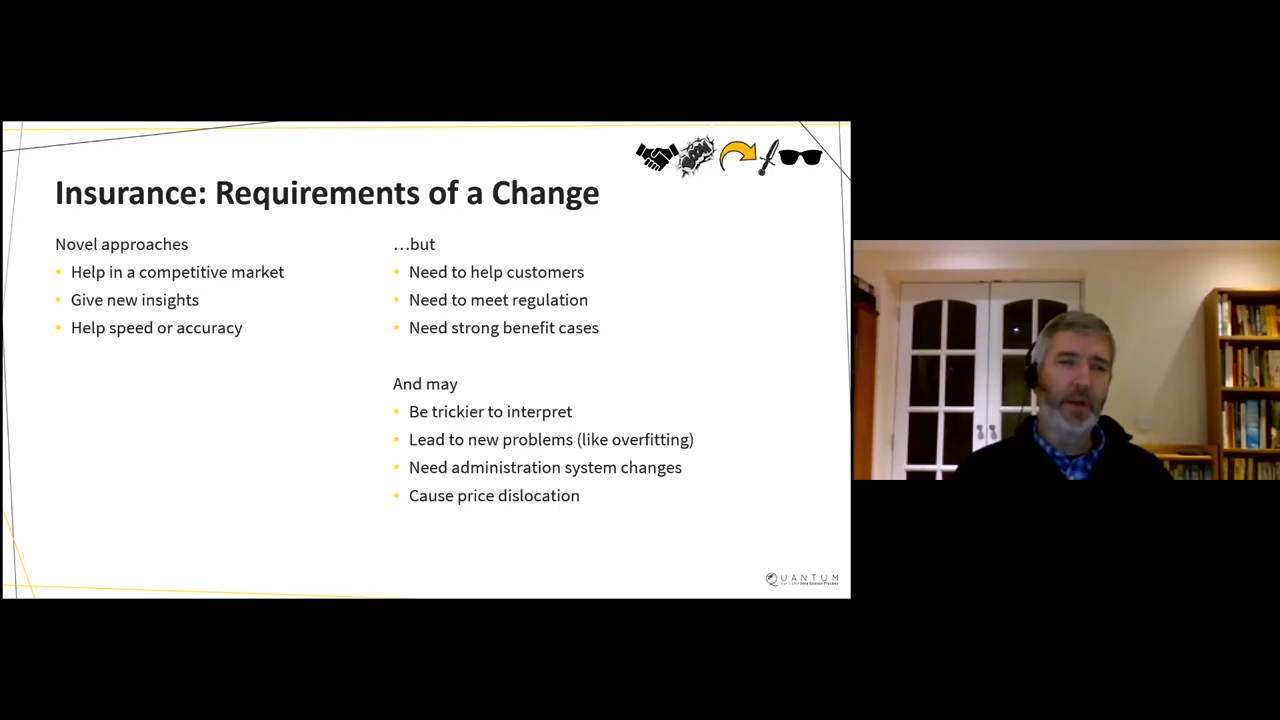 Insurance: Requirements of a Change
Novel approaches
• Help in a competitive market
• Give new insights
• Help speed or accuracy
…but
• Need to help customers
• Need to meet regulation
• Need strong benefit cases
And may
• Be trickier to interpret
• Lead to new problems (like overfitting)
• Need administration system changes
• Cause price dislocation
QUANTUM